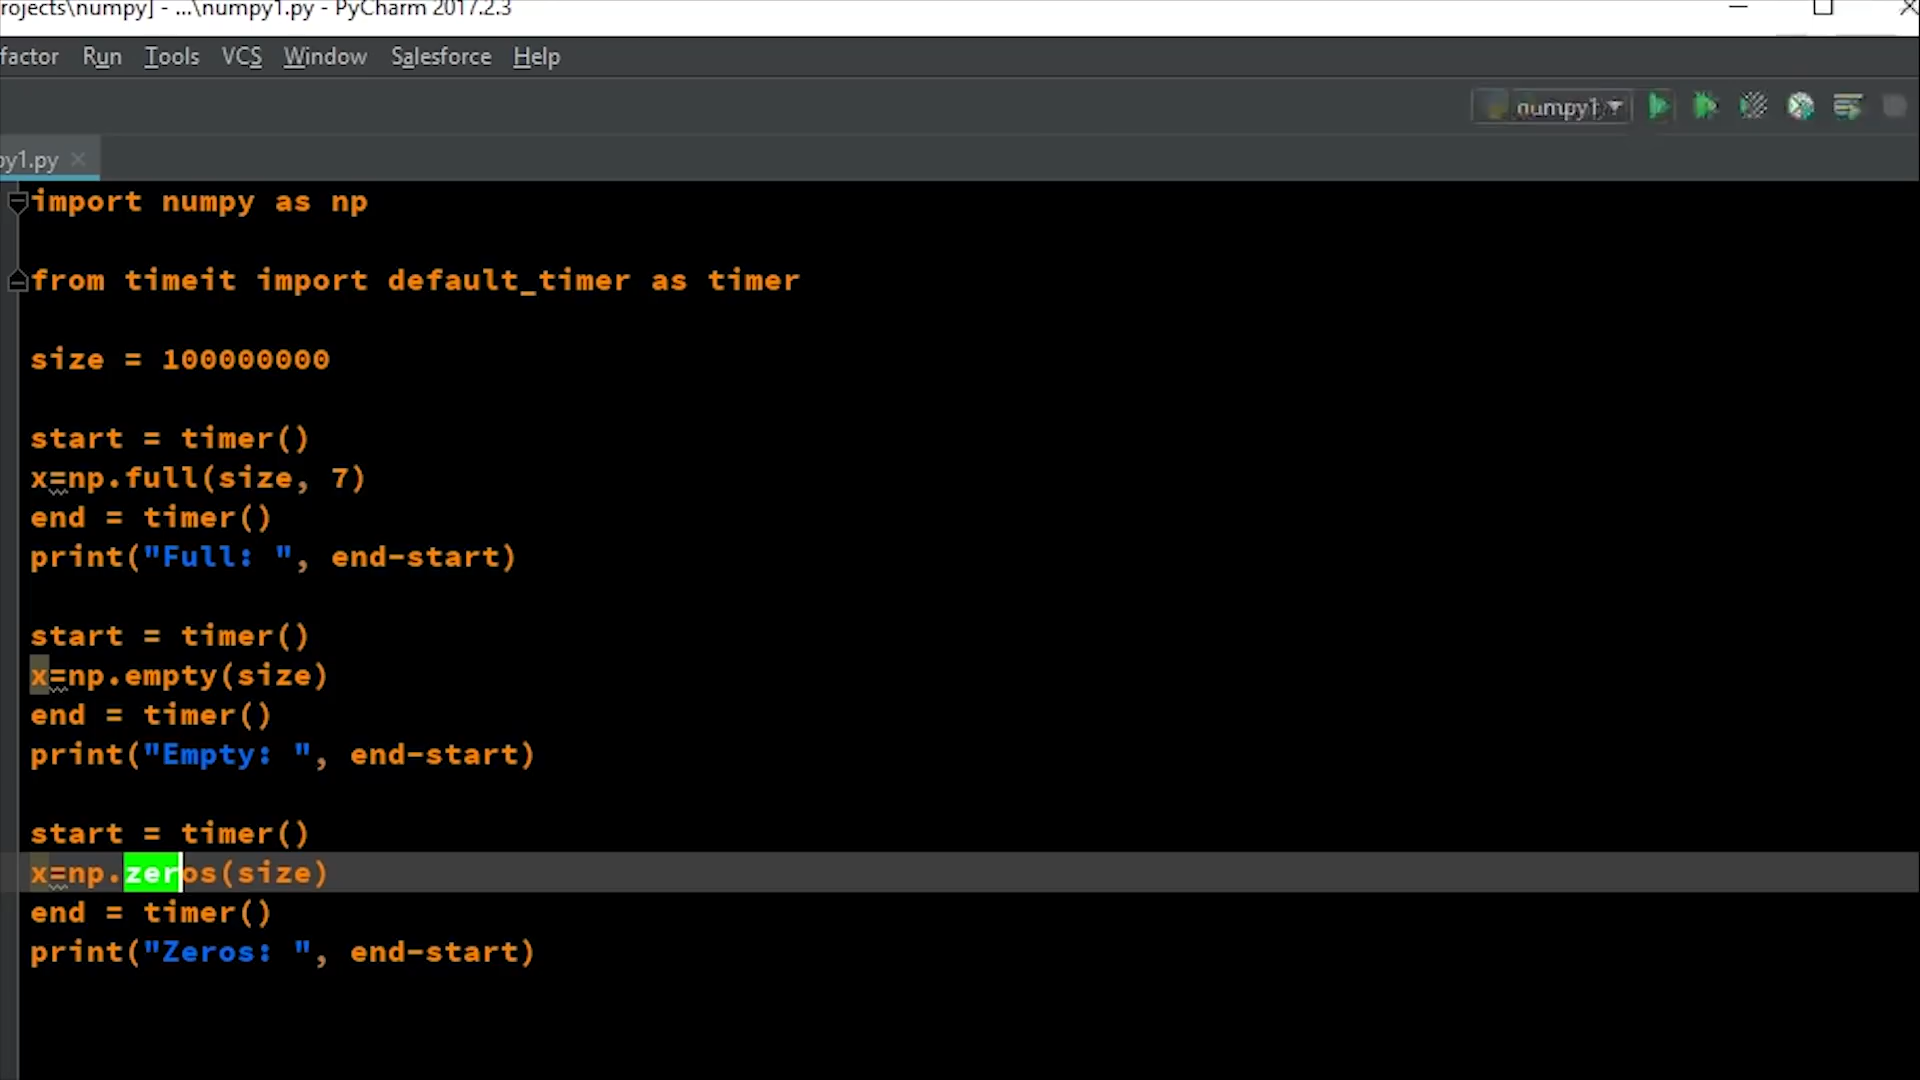 rojects\numpy] - ...\numpy1.py - PyCharm 2017.2.3
factor Run Tools VCS Window Salesforce Help
numpy1
py1.py
import numpy as np
from timeit import default_timer as timer
size = 100000000
start = timer()
x=np.full(size, 7)
end = timer()
print("Full: ", end-start)
start = timer()
x=np.empty(size)
end = timer()
print("Empty: ", end-start)
start = timer()
x=np.zeros(size)
end = timer()
print("Zeros: ", end-start)